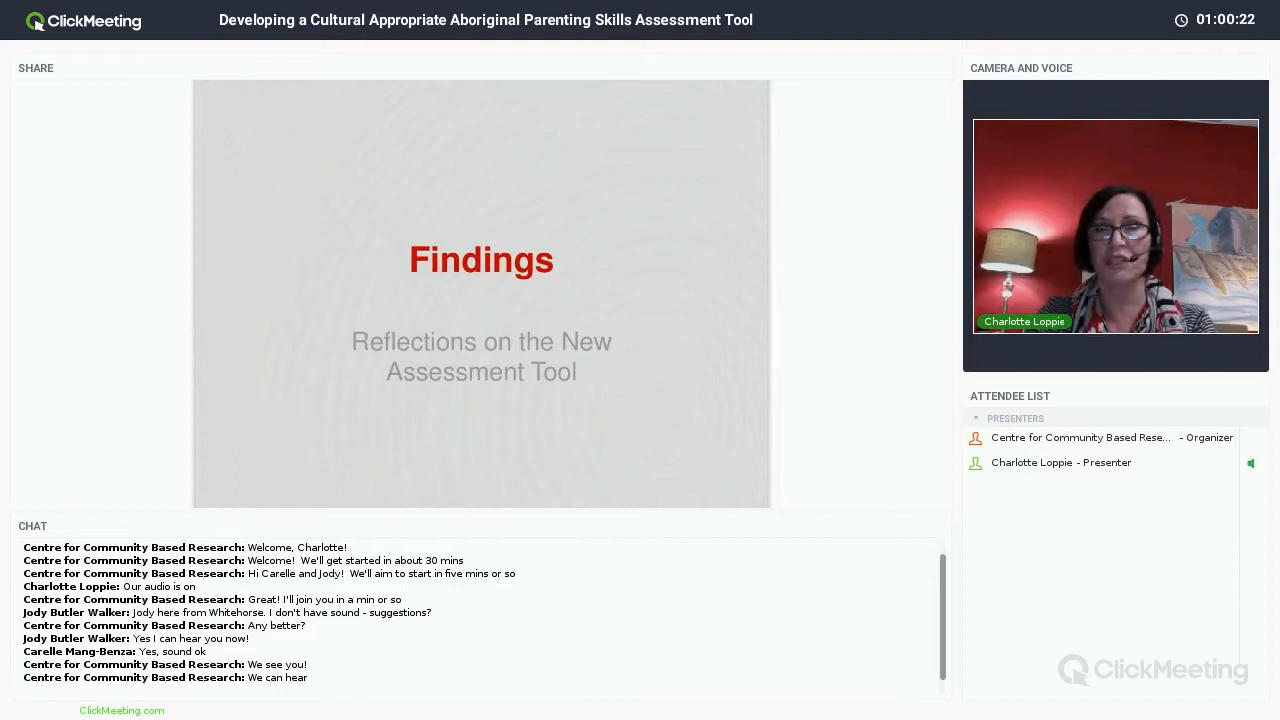 ClickMeeting
Developing a Cultural Appropriate Aboriginal Parenting Skills Assessment Tool
01:00:22
SHARE
Findings
Reflections on the New
Assessment Tool
CAMERA AND VOICE
Charlotte Loppie
ATTENDEE LIST
PRESENTERS
Centre for Community Based Rese... - Organizer
Charlotte Loppie - Presenter
CHAT
Centre for Community Based Research: Welcome, Charlotte!
Centre for Community Based Research: Welcome! We'll get started in about 30 mins
Centre for Community Based Research: Hi Carelle and Jody! We'll aim to start in five mins or so
Charlotte Loppie: Our audio is on
Centre for Community Based Research: Great! I'll join you in a min or so
Jody Butler Walker: Jody here from Whitehorse. I don't have sound - suggestions?
Centre for Community Based Research: Any better?
Jody Butler Walker: Yes I can hear you now!
Carelle Mang-Benza: Yes, sound ok
Centre for Community Based Research: We see you!
Centre for Community Based Research: We can hear
ClickMeeting
ClickMeeting.com